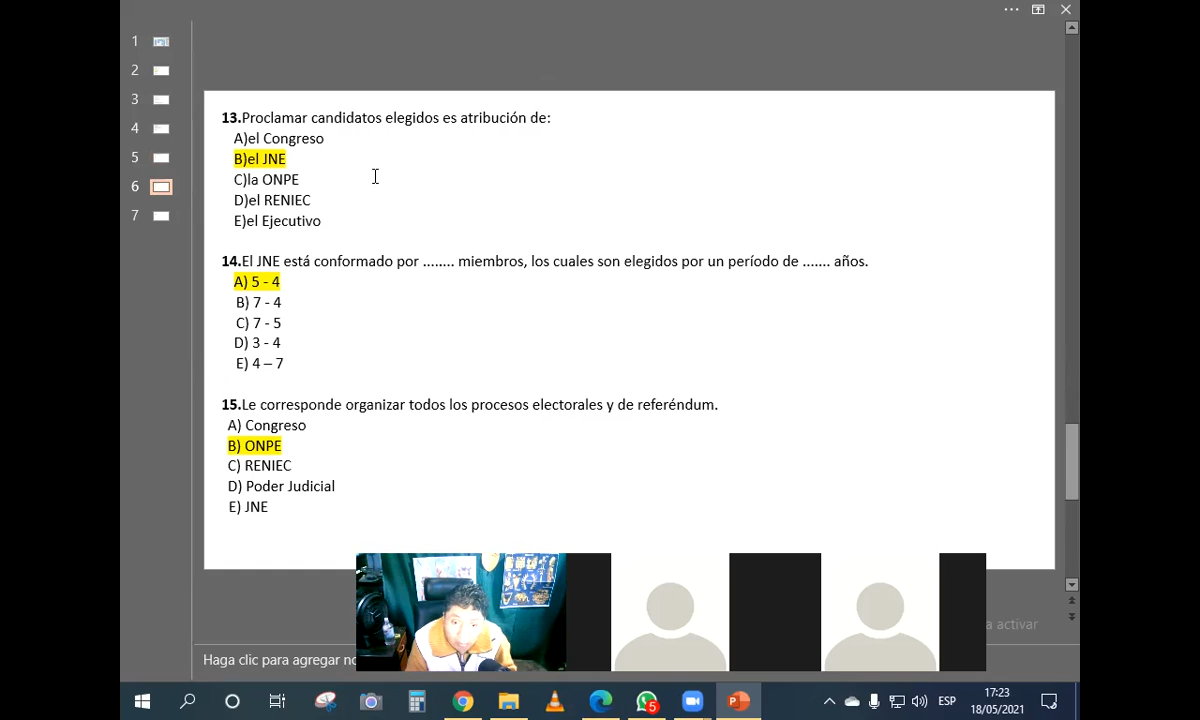 1
2
3
4
5
6
7
13.Proclamar candidatos elegidos es atribución de:
A)el Congreso
B)el JNE
C)la ONPE
D)el RENIEC
E)el Ejecutivo
14.El JNE está conformado por ........ miembros, los cuales son elegidos por un período de ....... años.
A) 5 - 4
B) 7 - 4
C) 7 - 5
D) 3 - 4
E) 4 – 7
15.Le corresponde organizar todos los procesos electorales y de referéndum.
A) Congreso
B) ONPE
C) RENIEC
D) Poder Judicial
E) JNE
a activar
Haga clic para agregar no
5
ESP
17:23
18/05/2021